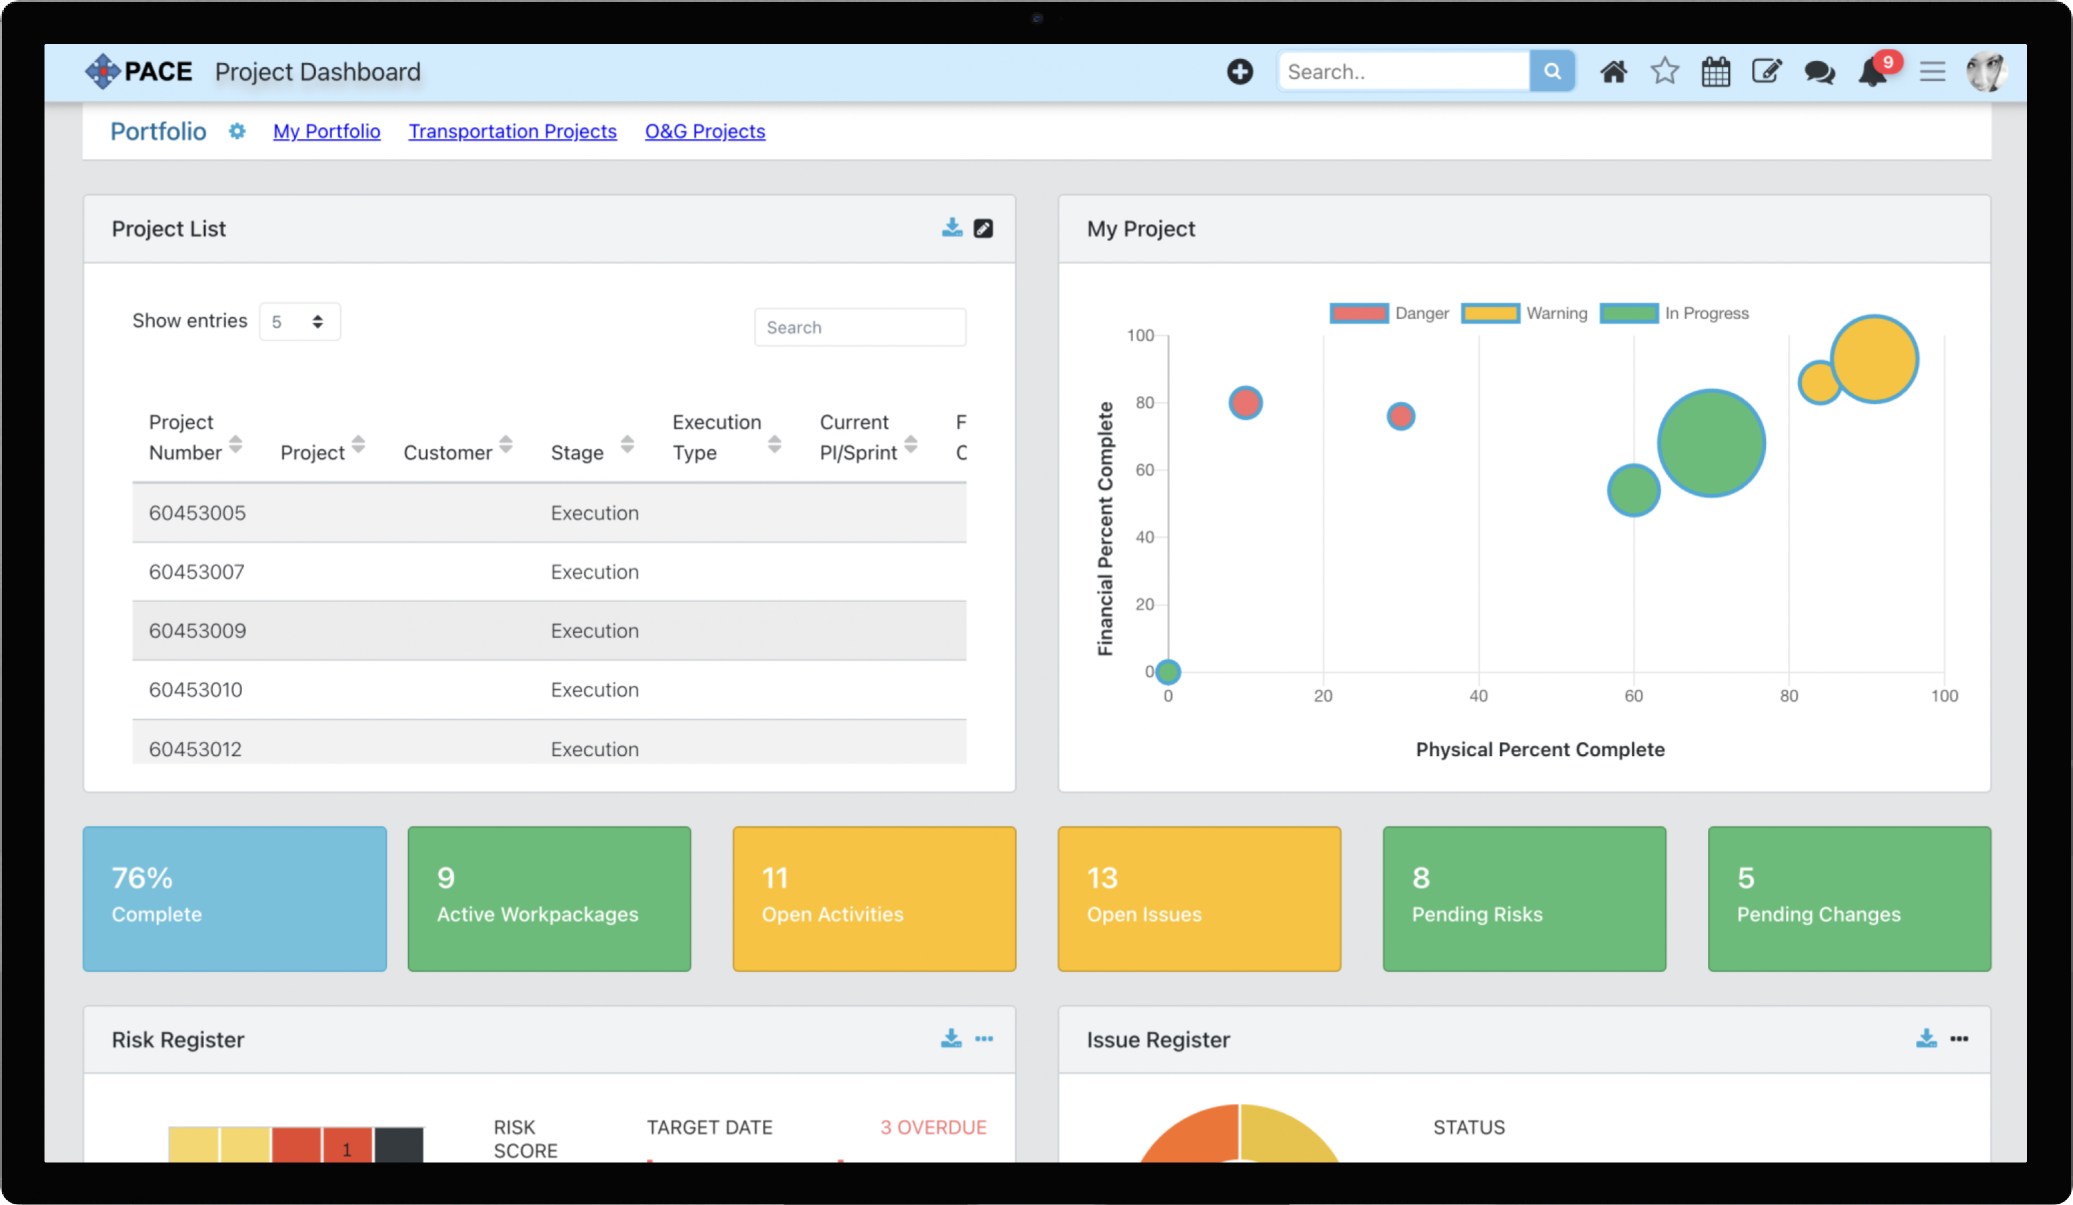 PACE Project Dashboard Search.. 9
Portfolio My Portfolio Transportation Projects O&G Projects
Project List
Show entries 5
Search
Project Number Project Customer Stage Execution Type Current PI/Sprint F C
60453005 Execution
60453007 Execution
60453009 Execution
60453010 Execution
60453012 Execution
My Project
Danger Warning In Progress
Financial Percent Complete
100
80
60
40
20
0
0 20 40 60 80 100
Physical Percent Complete
76%
Complete
9
Active Workpackages
11
Open Activities
13
Open Issues
8
Pending Risks
5
Pending Changes
Risk Register
1
RISK
SCORE
TARGET DATE
3 OVERDUE
Issue Register
STATUS